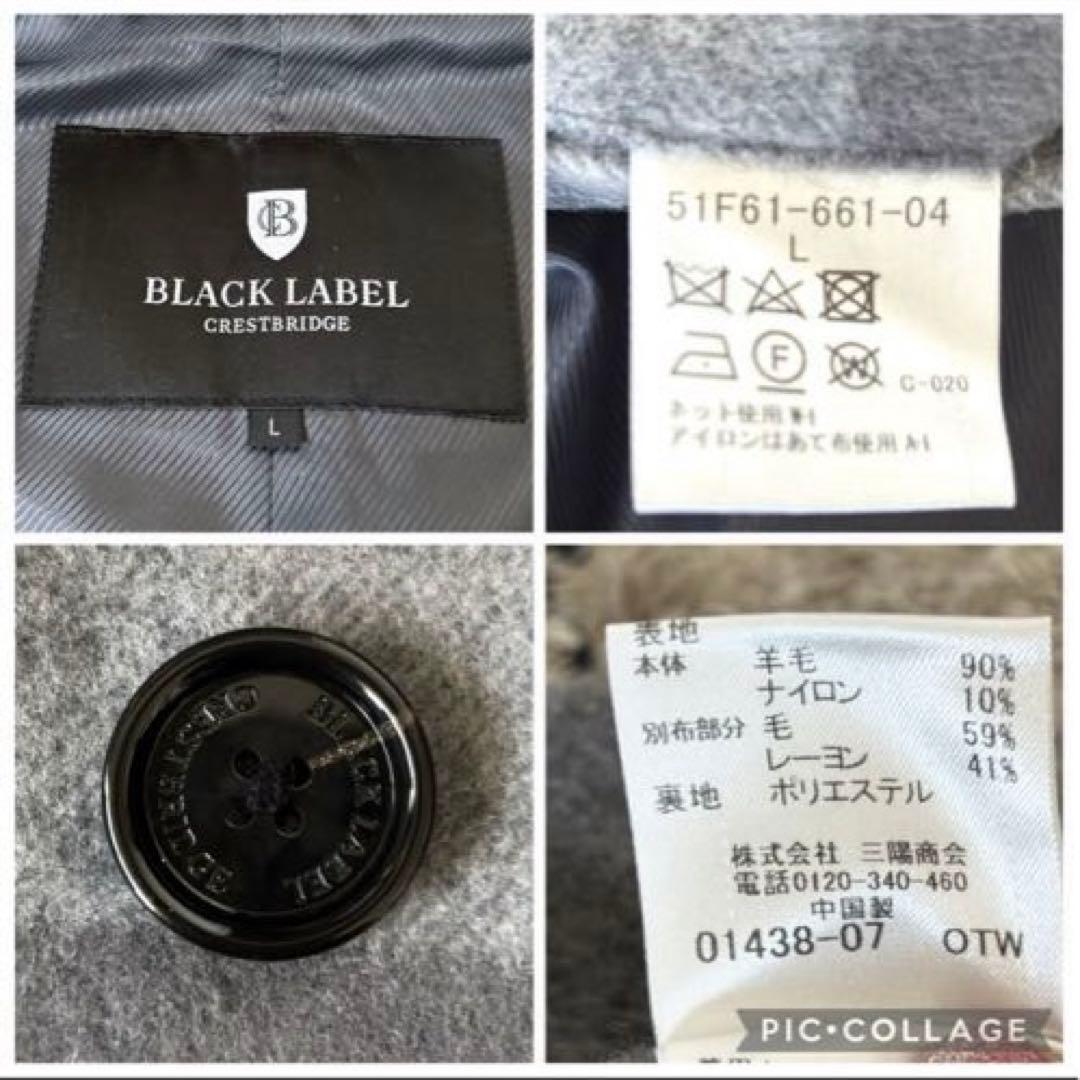 CB
BLACK LABEL
CRESTBRIDGE
L
51F61-661-04
L
F
W
C-020
ネット使用 W-1
アイロンはあて布使用 A-1
BLACK LABEL
CRESTBRIDGE
表地
本体 羊毛 90%
ナイロン 10%
別布部分 毛 59%
レーヨン 41%
裏地 ポリエステル
株式会社 三陽商会
電話0120-340-460
中国製
01438-07 OTW
PIC•COLLAGE